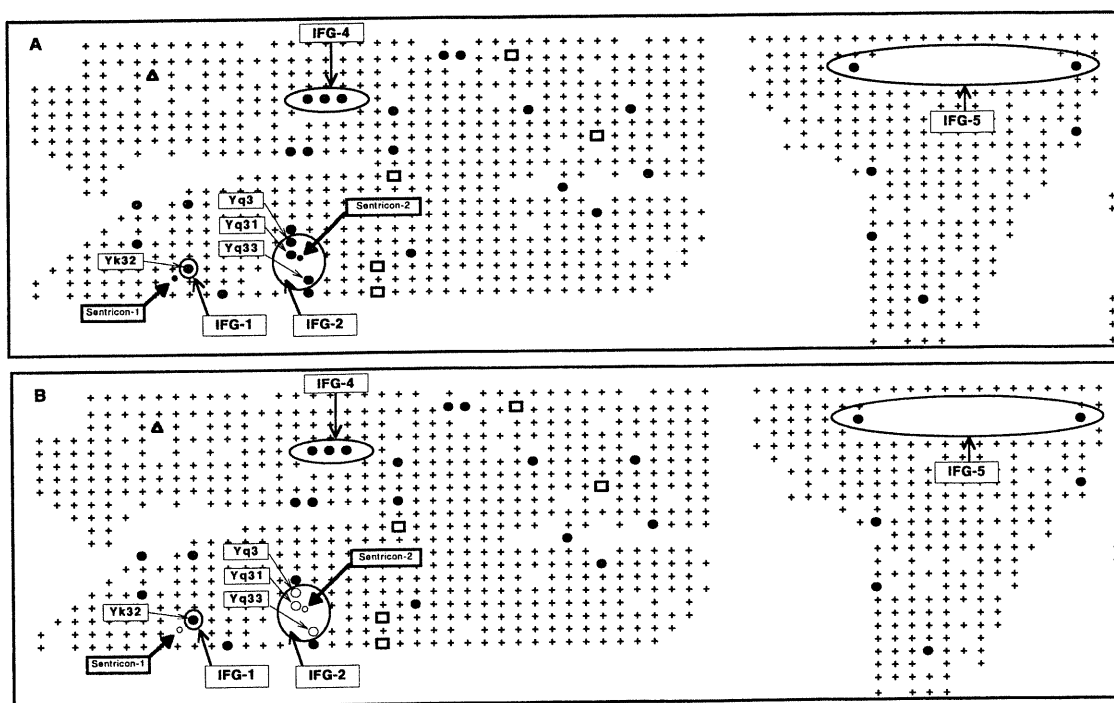 A
IFG-4
IFG-5
Yq3
Sentricon-2
Yq31
Yq33
Yk32
Sentricon-1
IFG-1
IFG-2
B
IFG-4
IFG-5
Yq3
Sentricon-2
Yq31
Yq33
Yk32
Sentricon-1
IFG-1
IFG-2